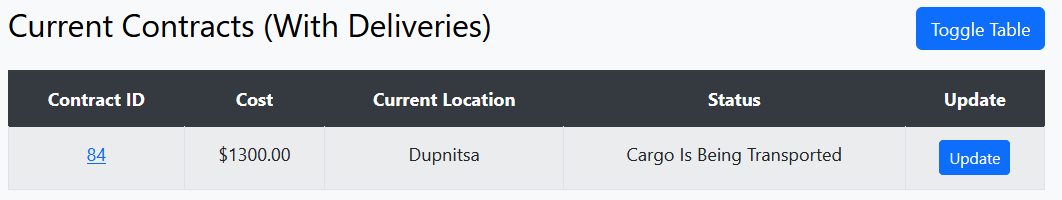 Current Contracts (With Deliveries)
Toggle Table
Contract ID Cost Current Location Status Update
84 $1300.00 Dupnitsa Cargo Is Being Transported Update